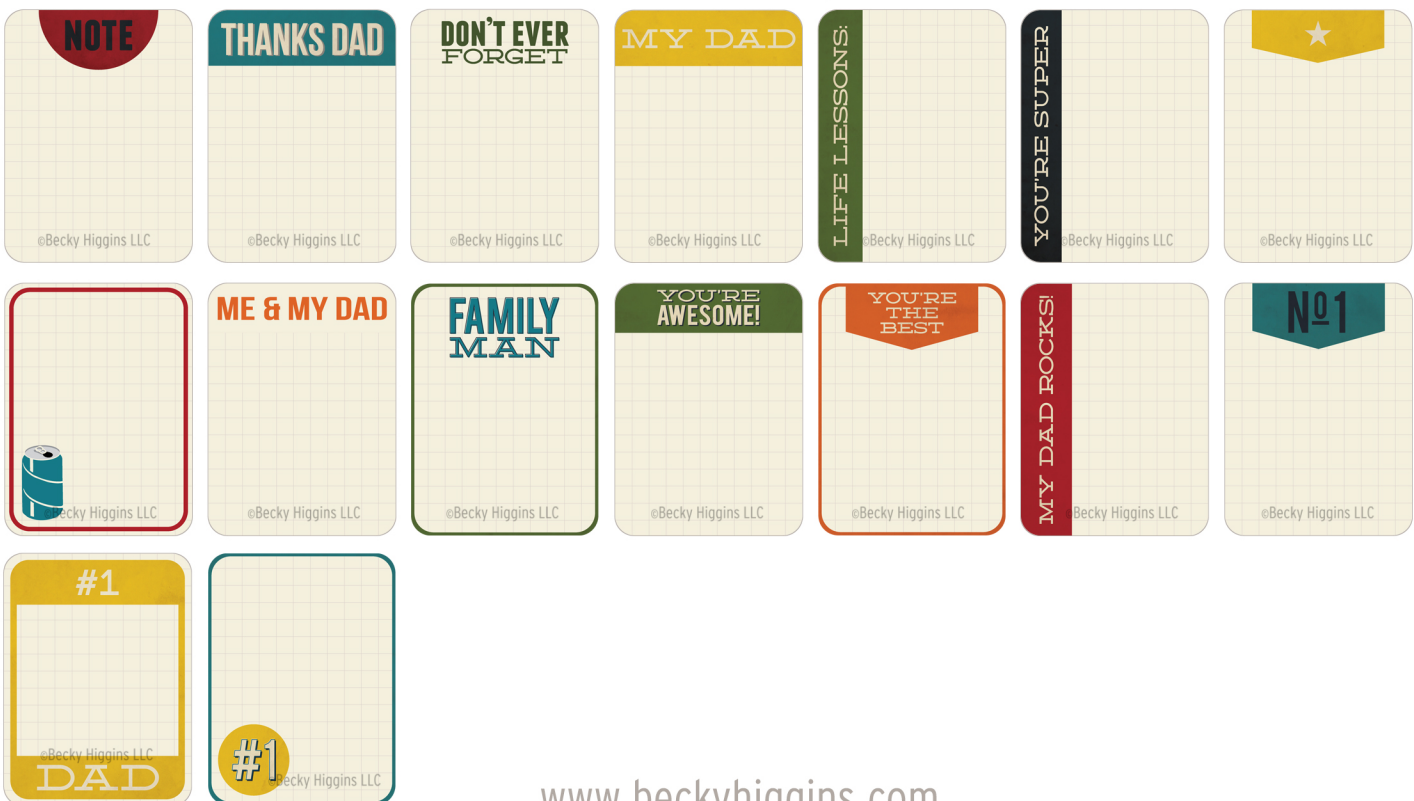 NOTE
©Becky Higgins LLC
THANKS DAD
©Becky Higgins LLC
DON'T EVER
FORGET
©Becky Higgins LLC
MY DAD
©Becky Higgins LLC
LIFE LESSONS:
©Becky Higgins LLC
YOU'RE SUPER
©Becky Higgins LLC
©Becky Higgins LLC
©Becky Higgins LLC
ME & MY DAD
©Becky Higgins LLC
FAMILY
MAN
©Becky Higgins LLC
YOU'RE
AWESOME!
©Becky Higgins LLC
YOU'RE
THE
BEST
©Becky Higgins LLC
MY DAD ROCKS!
©Becky Higgins LLC
Nº1
©Becky Higgins LLC
#1
©Becky Higgins LLC
DAD
#1
©Becky Higgins LLC
www.beckyhiggins.com